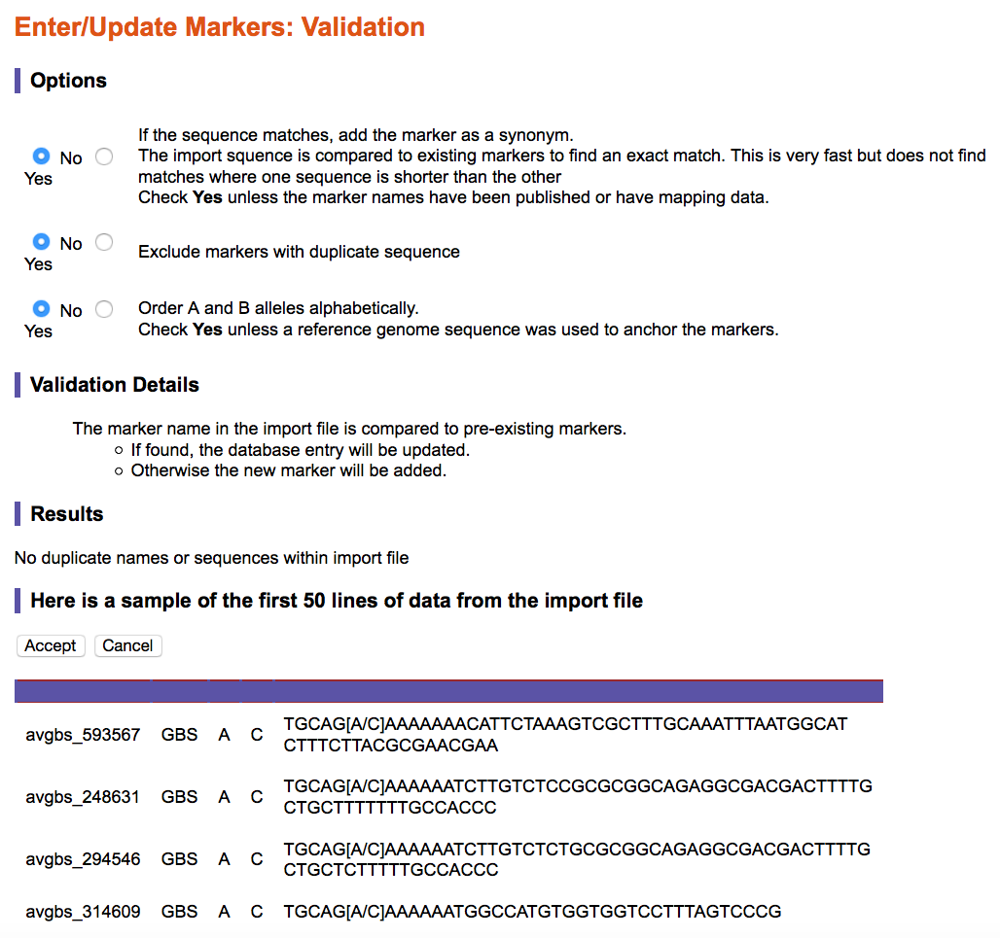 Enter/Update Markers: Validation
Options
If the sequence matches, add the marker as a synonym.
No
The import squence is compared to existing markers to find an exact match. This is very fast but does not find
Yes
matches where one sequence is shorter than the other
Check Yes unless the marker names have been published or have mapping data.
No
Yes
Exclude markers with duplicate sequence
No
Yes
Order A and B alleles alphabetically.
Check Yes unless a reference genome sequence was used to anchor the markers.
Validation Details
The marker name in the import file is compared to pre-existing markers.
If found, the database entry will be updated.
Otherwise the new marker will be added.
Results
No duplicate names or sequences within import file
Here is a sample of the first 50 lines of data from the import file
Accept Cancel
avgbs_593567 GBS A C TGCAG[A/C]AAAAAAACATTCTAAAGTCGCTTTGCAAATTTAATGGCAT
CTTTCTTACGCGAACGAA
avgbs_248631 GBS A C TGCAG[A/C]AAAAAATCTTGTCTCCGCGCGGCAGAGGCGACGACTTTTG
CTGCTTTTTTTGCCACCC
avgbs_294546 GBS A C TGCAG[A/C]AAAAAATCTTGTCTCTGCGCGGCAGAGGCGACGACTTTTG
CTGCTCTTTTTGCCACCC
avgbs_314609 GBS A C TGCAG[A/C]AAAAAATGGCCATGTGGTGGTCCTTTAGTCCCG